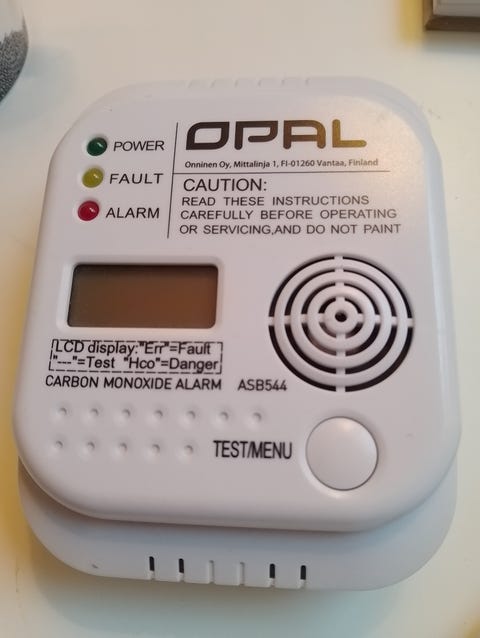 POWER
FAULT
ALARM
OPAL
Onninen Oy, Mittalinja 1, FI-01260 Vantaa, Finland
CAUTION:
READ THESE INSTRUCTIONS
CAREFULLY BEFORE OPERATING
OR SERVICING,AND DO NOT PAINT
LCD display:"Err"=Fault
"---"=Test "Hco"=Danger
CARBON MONOXIDE ALARM ASB544
TEST/MENU